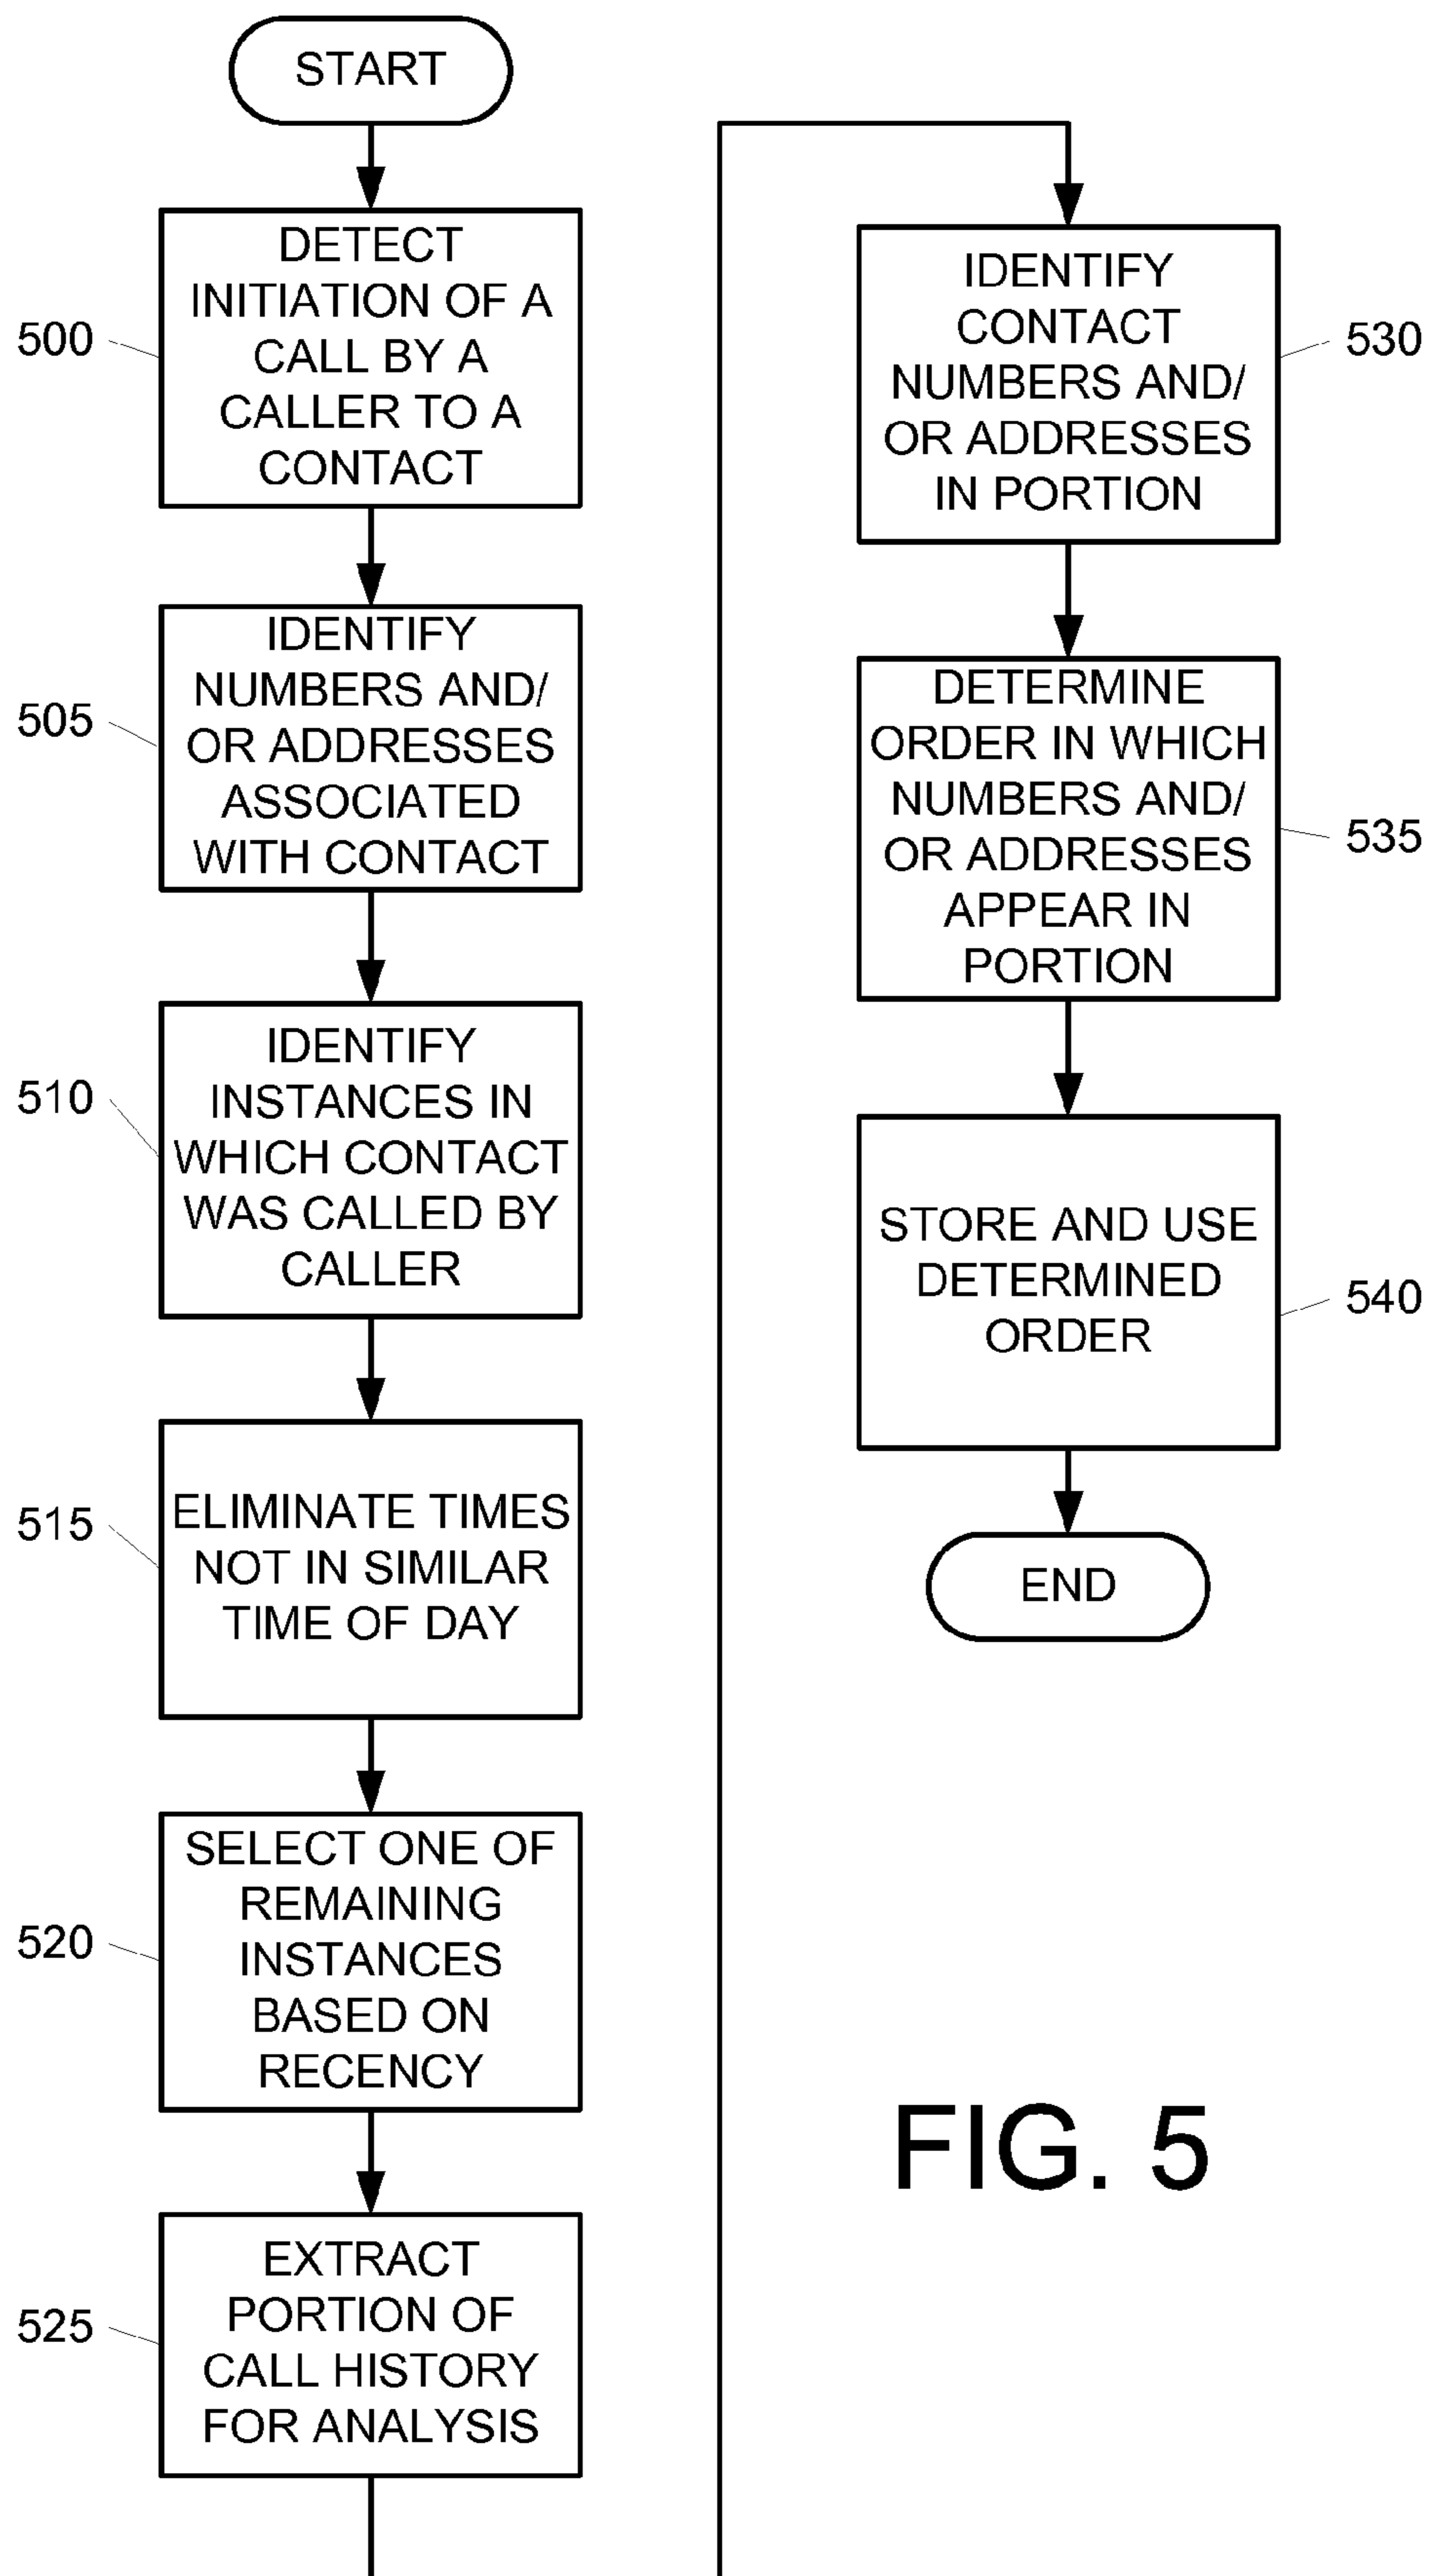 START
500
DETECT
INITIATION OF A
CALL BY A
CALLER TO A
CONTACT
505
IDENTIFY
NUMBERS AND/
OR ADDRESSES
ASSOCIATED
WITH CONTACT
510
IDENTIFY
INSTANCES IN
WHICH CONTACT
WAS CALLED BY
CALLER
515
ELIMINATE TIMES
NOT IN SIMILAR
TIME OF DAY
520
SELECT ONE OF
REMAINING
INSTANCES
BASED ON
RECENCY
525
EXTRACT
PORTION OF
CALL HISTORY
FOR ANALYSIS
530
IDENTIFY
CONTACT
NUMBERS AND/
OR ADDRESSES
IN PORTION
535
DETERMINE
ORDER IN WHICH
NUMBERS AND/
OR ADDRESSES
APPEAR IN
PORTION
540
STORE AND USE
DETERMINED
ORDER
END
FIG. 5